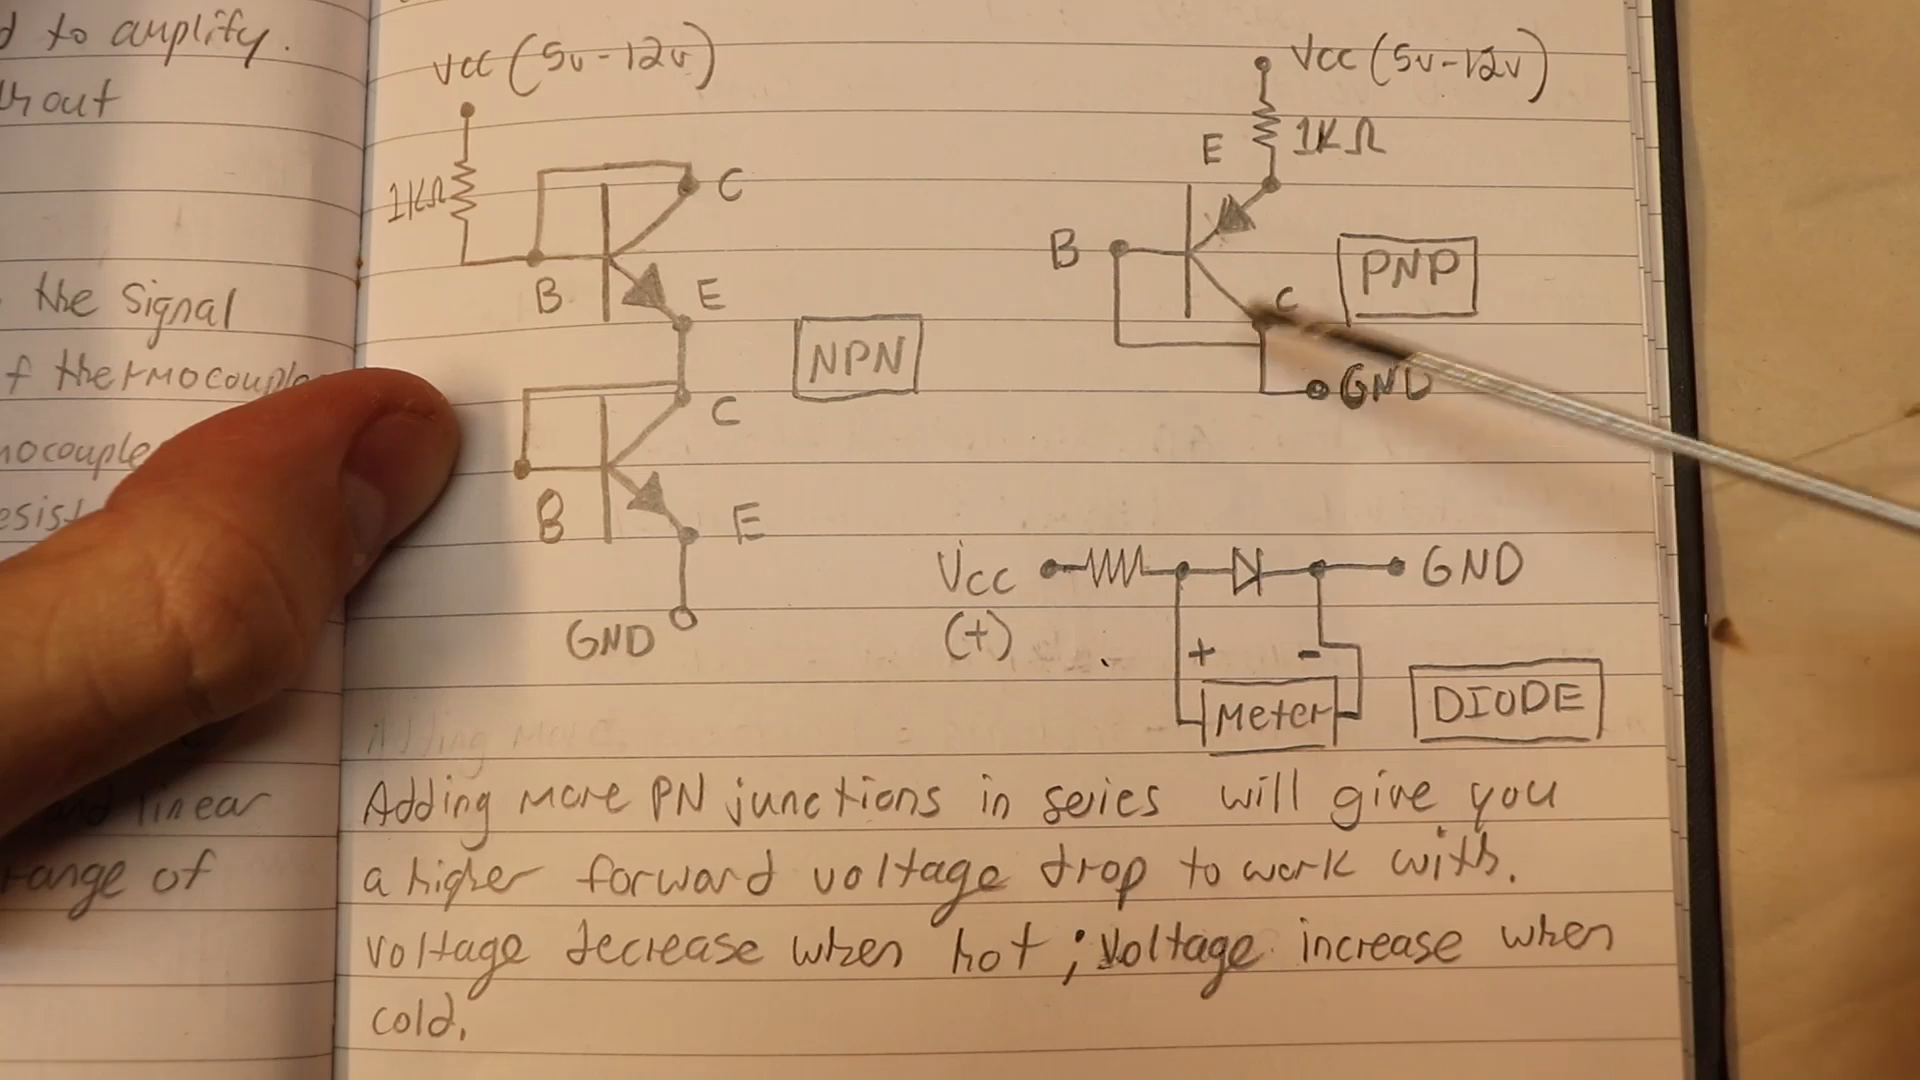 d to amplify.
out
the signal
f thermocouple
mocouple
esist
linear
range of
Vcc (5v-12v)
1KΩ
C
B
E
NPN
C
B
E
GND
Vcc (5v-12v)
1KΩ
E
B
PNP
C
GND
Vcc
(+)
GND
+ -
Meter
DIODE
Adding more PN junctions in series will give you
a higher forward voltage drop to work with.
voltage decrease when hot ; Voltage increase when
cold.